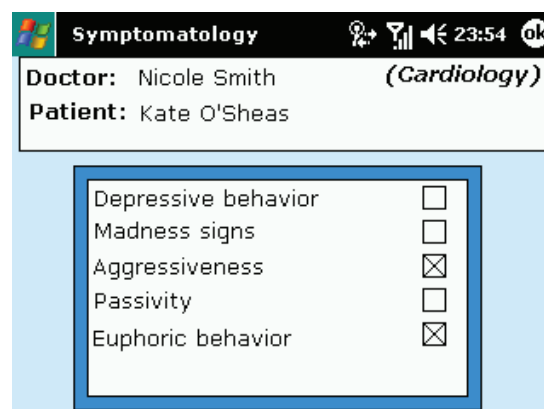 Symptomatology 23:54 ok
Doctor: Nicole Smith (Cardiology)
Patient: Kate O'Sheas
Depressive behavior
Madness signs
Aggressiveness
Passivity
Euphoric behavior